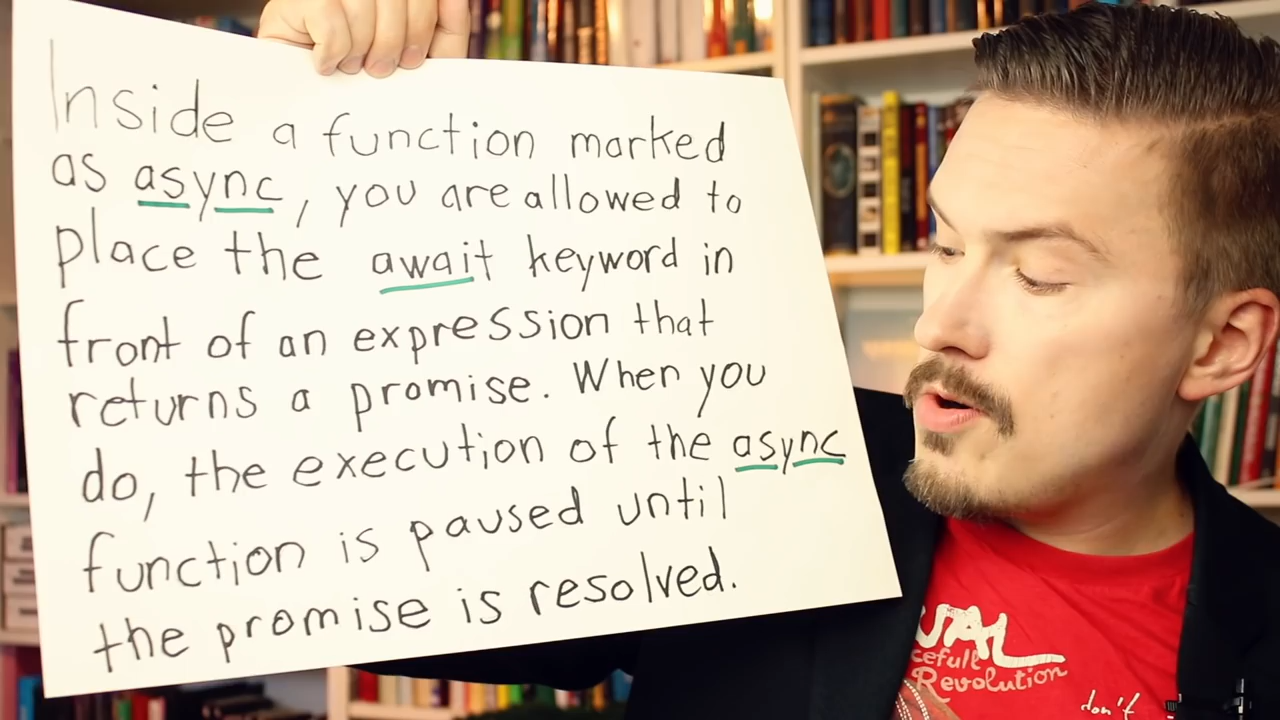 Inside a function marked
as async, you are allowed to
place the await keyword in
front of an expression that
returns a promise. When you
do, the execution of the async
function is paused until
the promise is resolved.
Revolution
don't